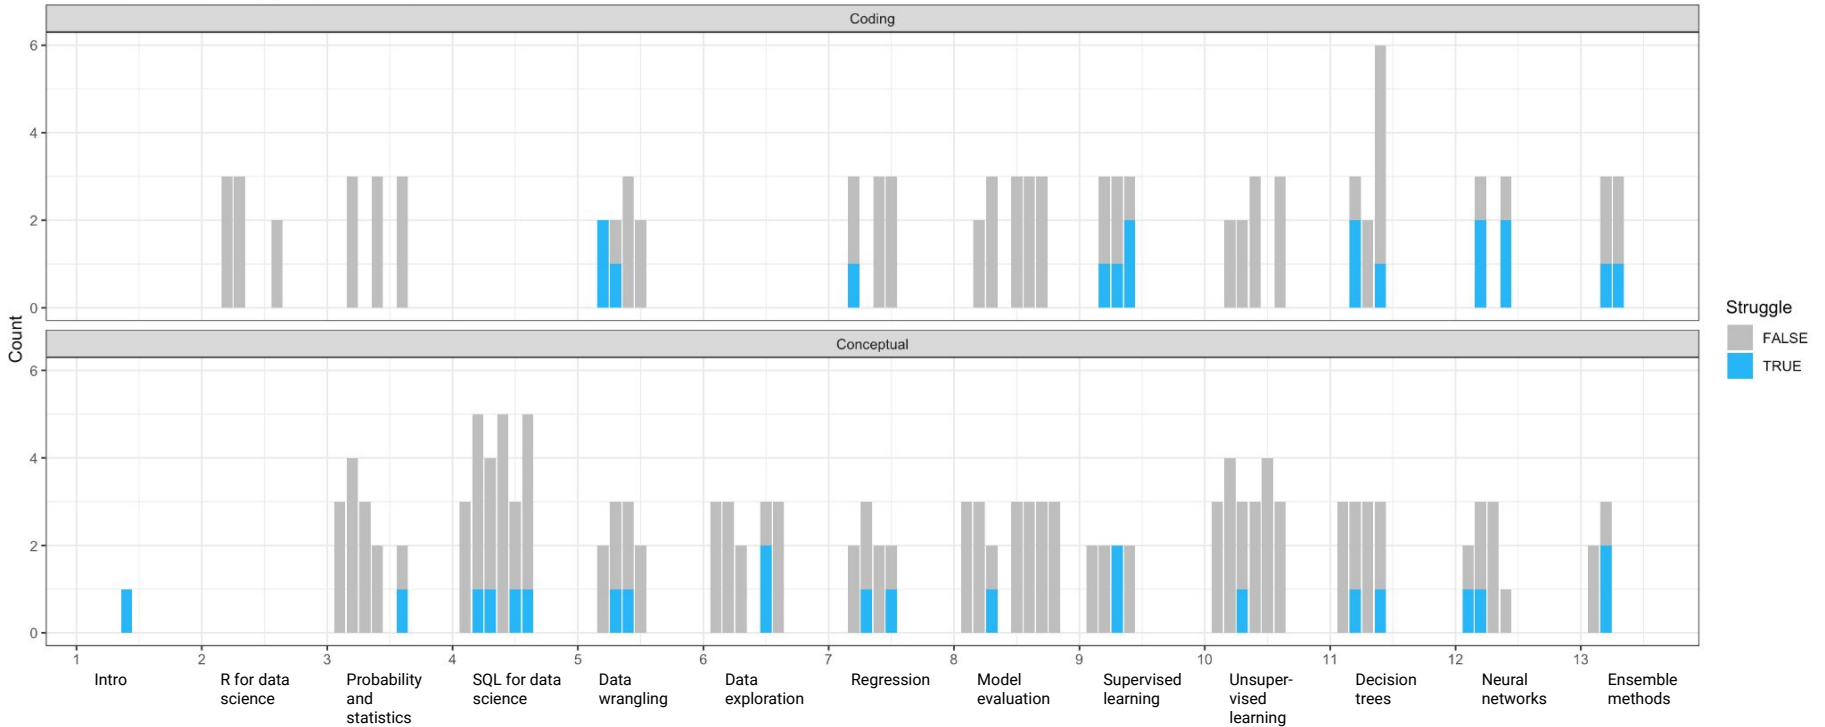 Coding
6
4
2
0
Conceptual
6
4
2
0
Count
1 2 3 4 5 6 7 8 9 10 11 12 13
Intro
R for data
science
Probability
and
statistics
SQL for data
science
Data
wrangling
Data
exploration
Regression
Model
evaluation
Supervised
learning
Unsuper-
vised
learning
Decision
trees
Neural
networks
Ensemble
methods
Struggle
FALSE
TRUE